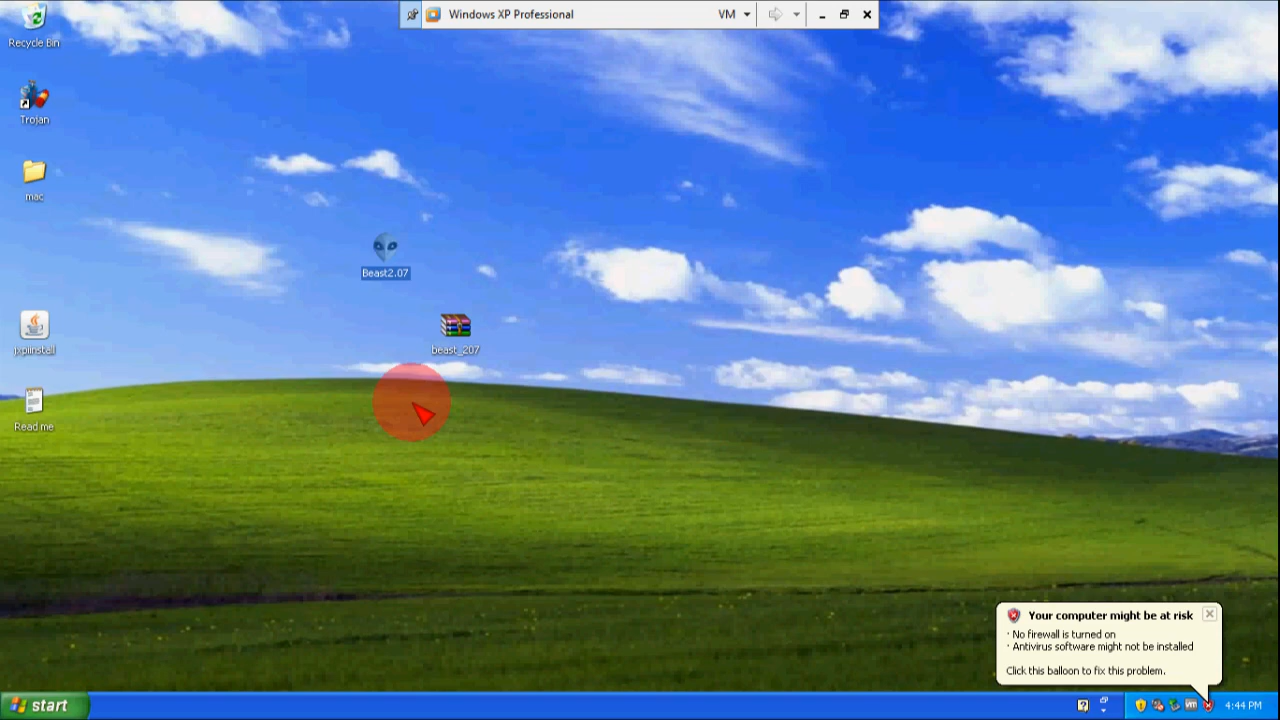 Windows XP Professional
VM
Recycle Bin
Trojan
mac
Beast2.07
beast_207
Read me
Your computer might be at risk
· No firewall is turned on
· Antivirus software might not be installed
Click this balloon to fix this problem.
start
4:44 PM